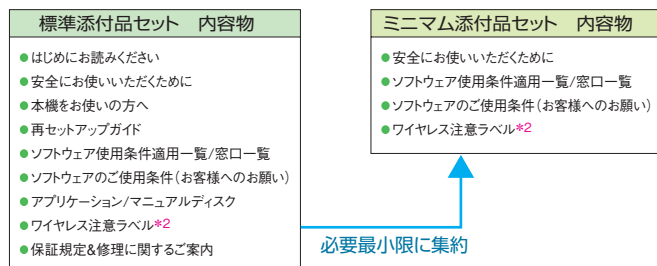 標準添付品セット 内容物
●はじめにお読みください
●安全にお使いいただくために
●本機をお使いの方へ
●再セットアップガイド
●ソフトウェア使用条件適用一覧/窓口一覧
●ソフトウェアのご使用条件(お客様へのお願い)
●アプリケーション/マニュアルディスク
●ワイヤレス注意ラベル*2
●保証規定&修理に関するご案内
ミニマム添付品セット 内容物
●安全にお使いいただくために
●ソフトウェア使用条件適用一覧/窓口一覧
●ソフトウェアのご使用条件(お客様へのお願い)
●ワイヤレス注意ラベル*2
必要最小限に集約